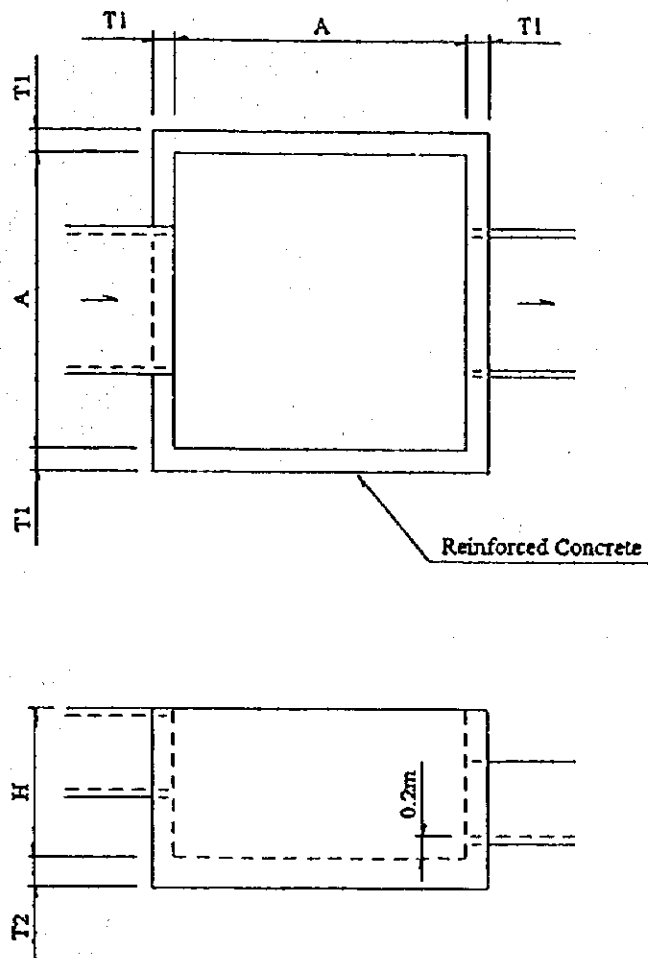 T1 A T1
T1
A
T1
Reinforced Concrete
H
0.2m
T2